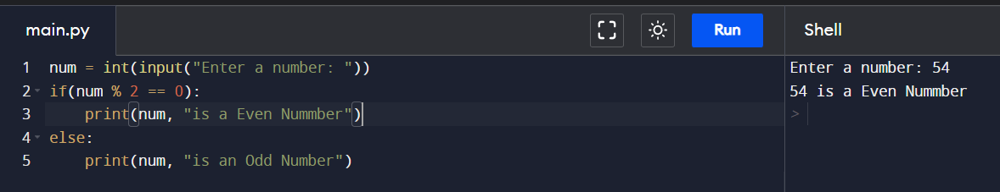 main.py Run Shell
1 num = int(input("Enter a number: "))
2 if(num % 2 == 0):
3     print(num, "is a Even Nummber")
4 else:
5     print(num, "is an Odd Number")
Enter a number: 54
54 is a Even Nummber
>